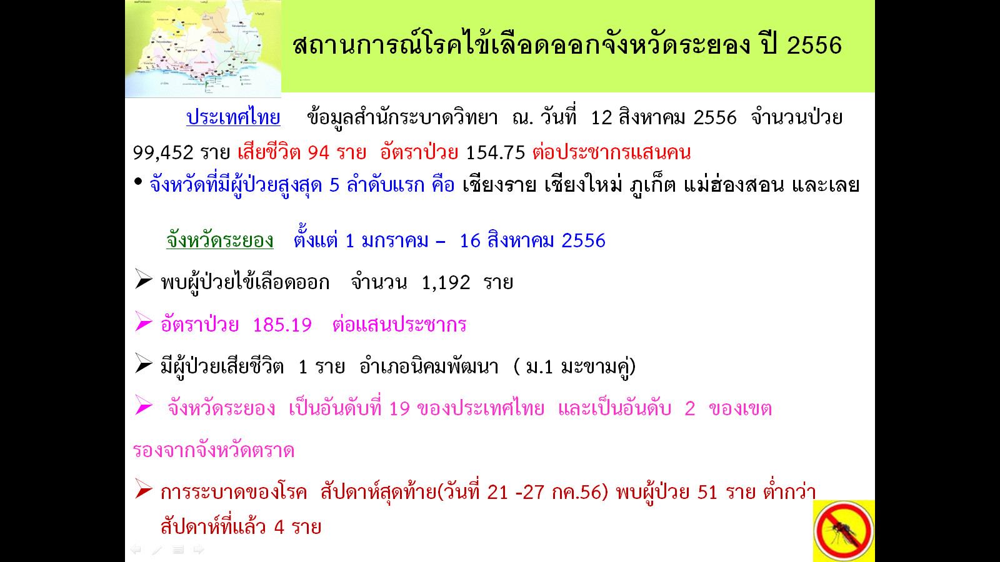 สถานการณ์โรคไข้เลือดออกจังหวัดระยอง ปี 2556
ประเทศไทย ข้อมูลสำนักระบาดวิทยา ณ. วันที่ 12 สิงหาคม 2556 จำนวนป่วย
99,452 ราย เสียชีวิต 94 ราย อัตราป่วย 154.75 ต่อประชากรแสนคน
• จังหวัดที่มีผู้ป่วยสูงสุด 5 ลำดับแรก คือ เชียงราย เชียงใหม่ ภูเก็ต แม่ฮ่องสอน และเลย
จังหวัดระยอง ตั้งแต่ 1 มกราคม – 16 สิงหาคม 2556
➢ พบผู้ป่วยไข้เลือดออก จำนวน 1,192 ราย
➢ อัตราป่วย 185.19 ต่อแสนประชากร
➢ มีผู้ป่วยเสียชีวิต 1 ราย อำเภอนิคมพัฒนา ( ม.1 มะขามคู่)
➢ จังหวัดระยอง เป็นอันดับที่ 19 ของประเทศไทย และเป็นอันดับ 2 ของเขต
รองจากจังหวัดตราด
➢ การระบาดของโรค สัปดาห์สุดท้าย(วันที่ 21 -27 กค.56) พบผู้ป่วย 51 ราย ต่ำกว่า
สัปดาห์ที่แล้ว 4 ราย